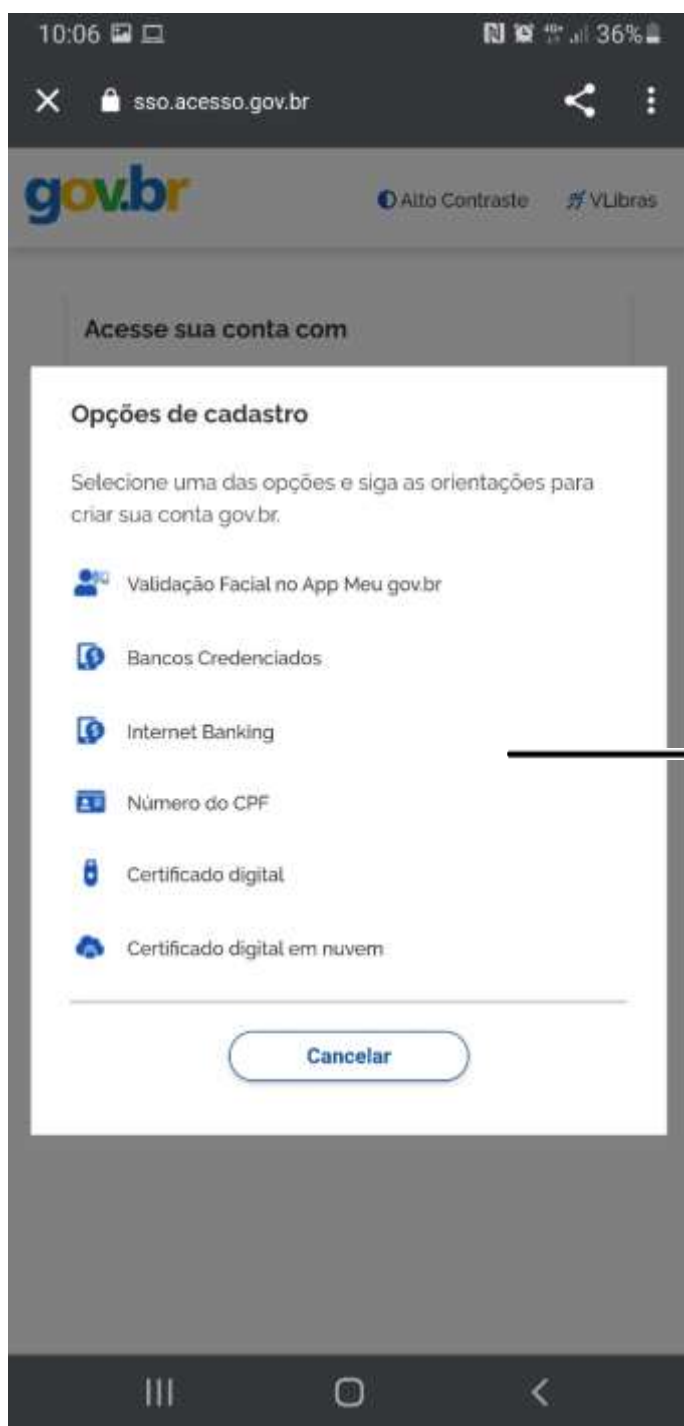 10:06 36%
sso.acesso.gov.br
gov.br Alto Contraste VLibras
Acesse sua conta com
Opções de cadastro
Selecione uma das opções e siga as orientações para
criar sua conta gov.br.
Validação Facial no App Meu gov.br
Bancos Credenciados
Internet Banking
Número do CPF
Certificado digital
Certificado digital em nuvem
Cancelar